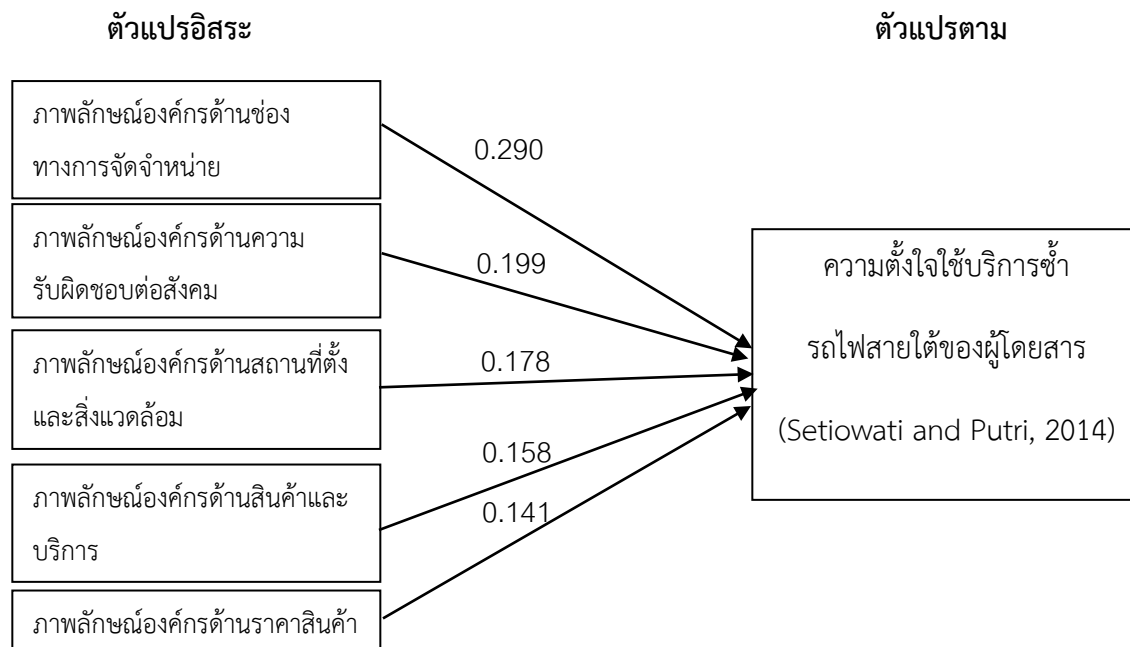 ตัวแปรอิสระ
ตัวแปรตาม
ภาพลักษณ์องค์กรด้านช่อง
ทางการจัดจำหน่าย
0.290
ภาพลักษณ์องค์กรด้านความ
รับผิดชอบต่อสังคม
0.199
ภาพลักษณ์องค์กรด้านสถานที่ตั้ง
และสิ่งแวดล้อม
0.178
ภาพลักษณ์องค์กรด้านสินค้าและ
บริการ
0.158
ภาพลักษณ์องค์กรด้านราคาสินค้า
0.141
ความตั้งใจใช้บริการซ้ำ
รถไฟสายใต้ของผู้โดยสาร
(Setiowati and Putri, 2014)